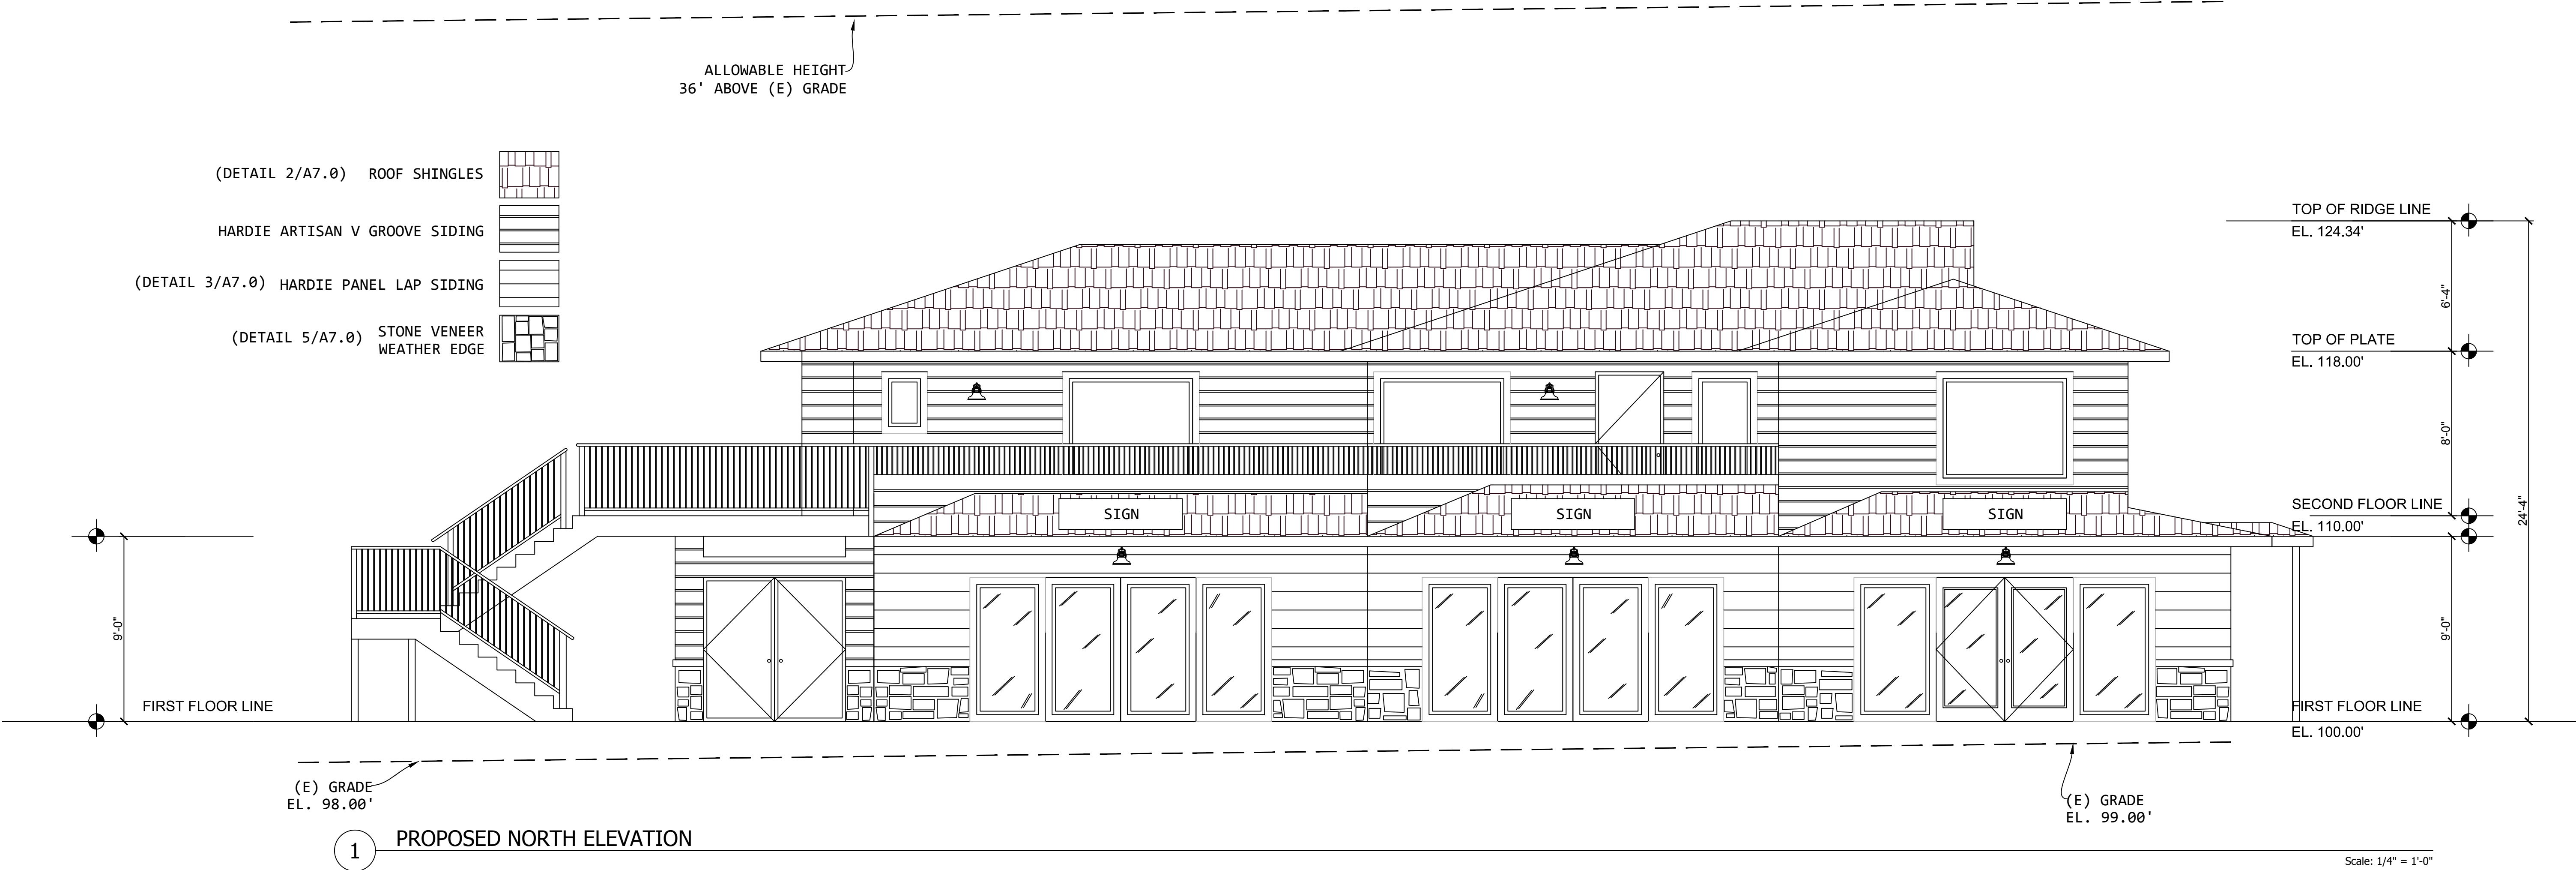 ALLOWABLE HEIGHT
36' ABOVE (E) GRADE
(DETAIL 2/A7.0) ROOF SHINGLES
HARDIE ARTISAN V GROOVE SIDING
(DETAIL 3/A7.0) HARDIE PANEL LAP SIDING
(DETAIL 5/A7.0) STONE VENEER
WEATHER EDGE
TOP OF RIDGE LINE
EL. 124.34'
6'-4"
TOP OF PLATE
EL. 118.00'
8'-0"
SECOND FLOOR LINE
EL. 110.00'
24'-4"
SIGN
SIGN
SIGN
9'-0"
9'-0"
FIRST FLOOR LINE
FIRST FLOOR LINE
EL. 100.00'
(E) GRADE
EL. 98.00'
(E) GRADE
EL. 99.00'
1 PROPOSED NORTH ELEVATION
Scale: 1/4" = 1'-0"